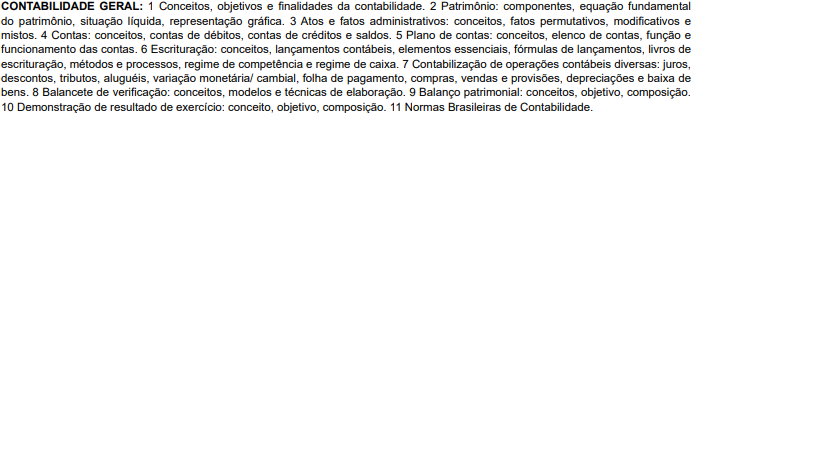 CONTABILIDADE GERAL: 1 Conceitos, objetivos e finalidades da contabilidade. 2 Patrimônio: componentes, equação fundamental
do patrimônio, situação líquida, representação gráfica. 3 Atos e fatos administrativos: conceitos, fatos permutativos, modificativos e
mistos. 4 Contas: conceitos, contas de débitos, contas de créditos e saldos. 5 Plano de contas: conceitos, elenco de contas, função e
funcionamento das contas. 6 Escrituração: conceitos, lançamentos contábeis, elementos essenciais, fórmulas de lançamentos, livros de
escrituração, métodos e processos, regime de competência e regime de caixa. 7 Contabilização de operações contábeis diversas: juros,
descontos, tributos, aluguéis, variação monetária/ cambial, folha de pagamento, compras, vendas e provisões, depreciações e baixa de
bens. 8 Balancete de verificação: conceitos, modelos e técnicas de elaboração. 9 Balanço patrimonial: conceitos, objetivo, composição.
10 Demonstração de resultado de exercício: conceito, objetivo, composição. 11 Normas Brasileiras de Contabilidade.